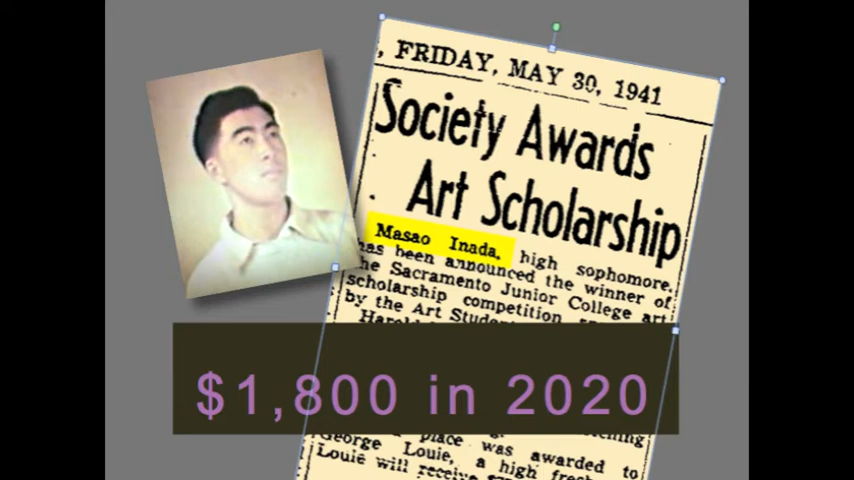 , FRIDAY, MAY 30, 1941
Society Awards
Art Scholarship
Masao Inada, high sophomore,
has been announced the winner of
the Sacramento Junior College art
scholarship competition
by the Art
$1,800 in 2020
place was awarded to
George Louie, a high
Louie will receive